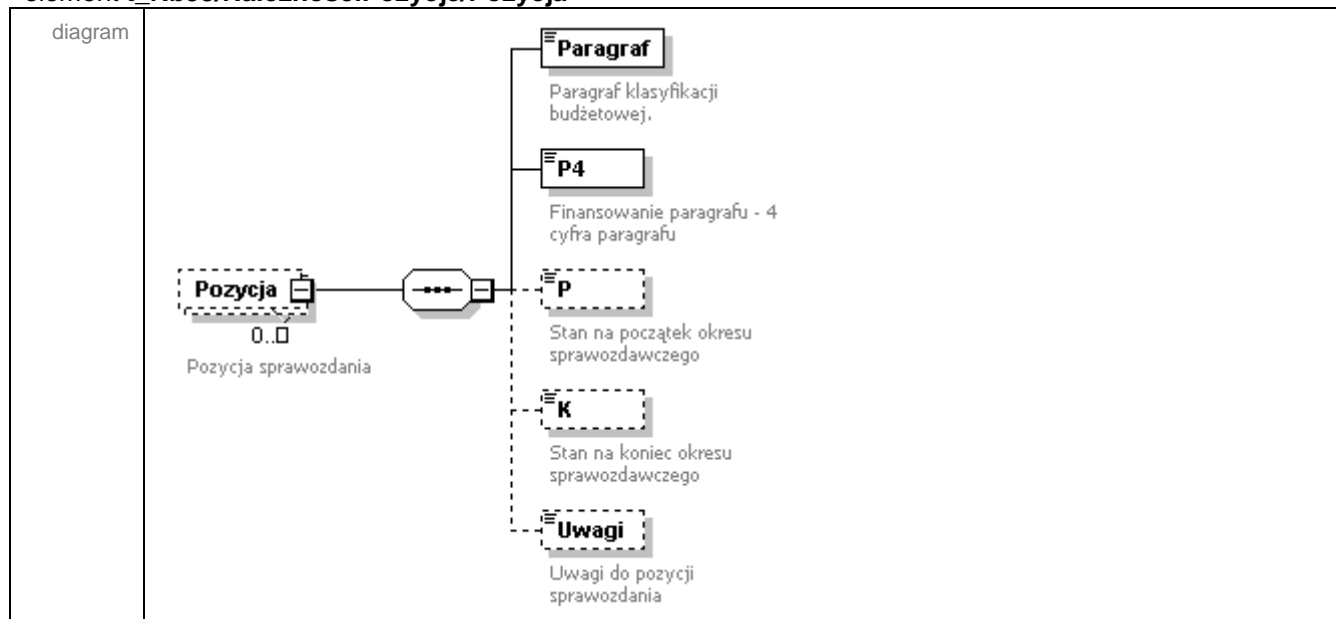 diagram
Paragraf
Paragraf klasyfikacji
budżetowej.
P4
Finansowanie paragrafu - 4
cyfra paragrafu
Pozycja
0..
Pozycja sprawozdania
P
Stan na początek okresu
sprawozdawczego
K
Stan na koniec okresu
sprawozdawczego
Uwagi
Uwagi do pozycji
sprawozdania